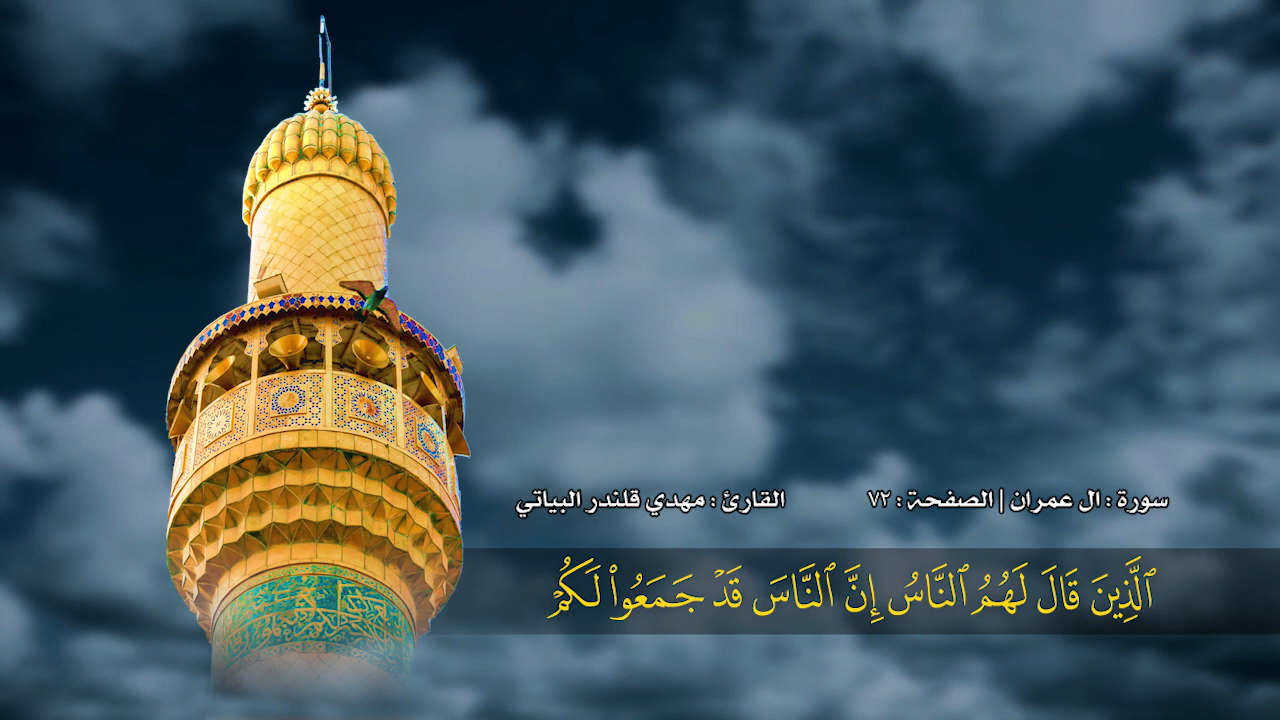 سورة : ال عمران | الصفحة : ٧٢
القارئ : مهدي قلندر البياتي
ٱلَّذِينَ قَالَ لَهُمُ ٱلنَّاسُ إِنَّ ٱلنَّاسَ قَدۡ جَمَعُواْ لَكُمۡ